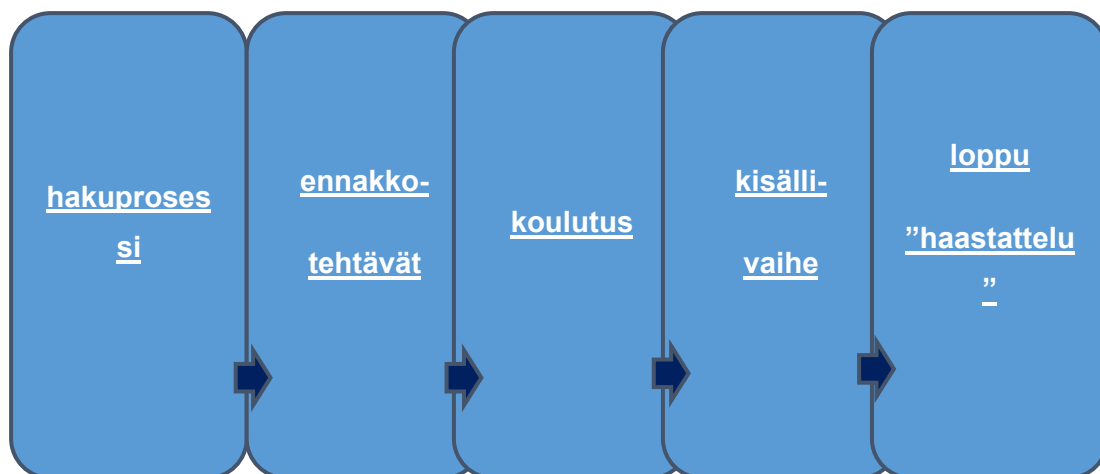 hakuproses
si
ennakko-
tehtävät
koulutus
kisälli-
vaihe
loppu
”haastattelu
”